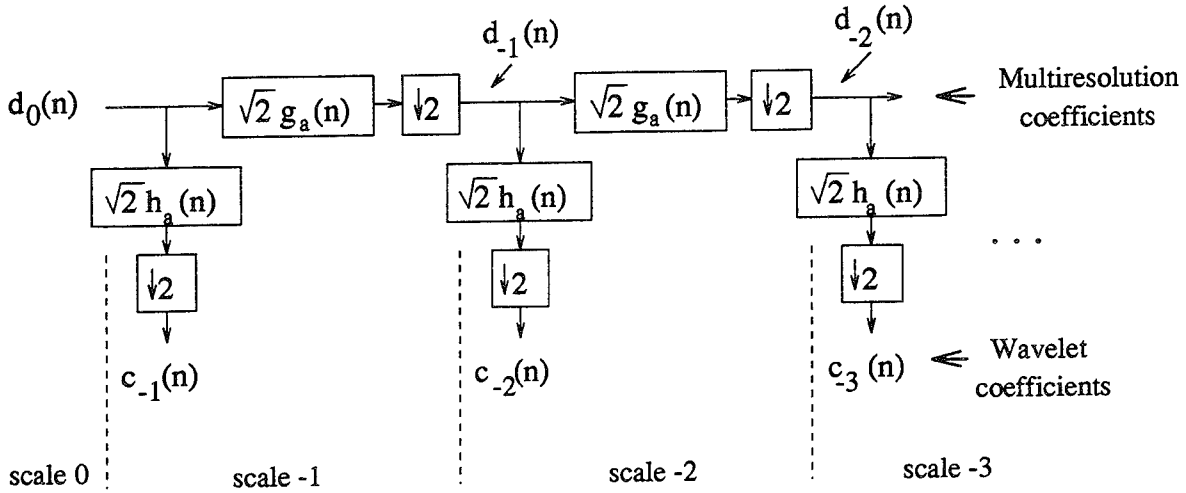 d_{-1}(n)
d_{-2}(n)
d_0(n)
√2 g_a(n)
↓2
√2 g_a(n)
↓2
Multiresolution
coefficients
√2 h_a(n)
√2 h_a(n)
√2 h_a(n)
. . .
↓2
↓2
↓2
c_{-1}(n)
c_{-2}(n)
c_{-3}(n)
Wavelet
coefficients
scale 0
scale -1
scale -2
scale -3